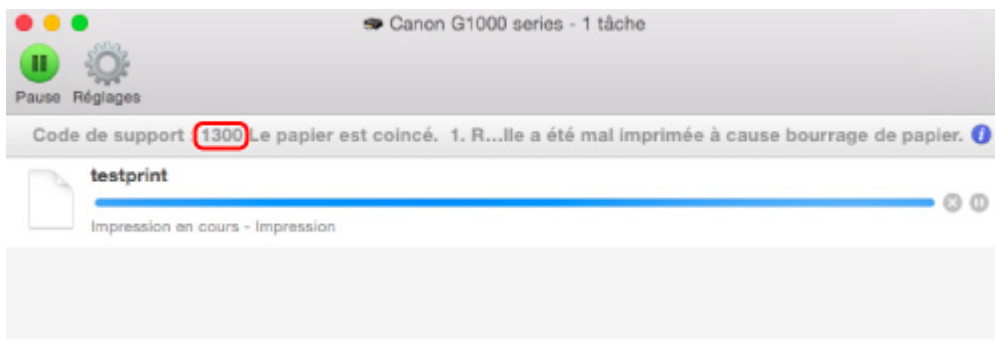 Canon G1000 series - 1 tâche
Pause Réglages
Code de support : 1300 Le papier est coincé. 1. R...lle a été mal imprimée à cause bourrage de papier.
testprint
Impression en cours - Impression